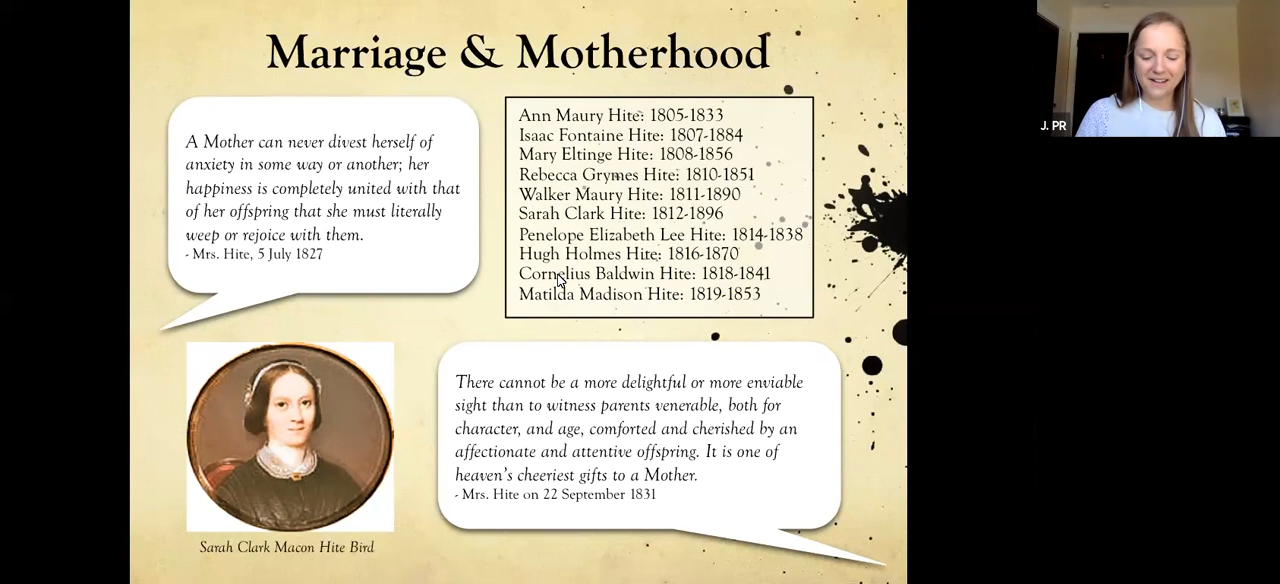 Marriage & Motherhood
A Mother can never divest herself of
anxiety in some way or another; her
happiness is completely united with that
of her offspring that she must literally
weep or rejoice with them.
- Mrs. Hite, 5 July 1827
Ann Maury Hite: 1805-1833
Isaac Fontaine Hite: 1807-1884
Mary Eltinge Hite: 1808-1856
Rebecca Grymes Hite: 1810-1851
Walker Maury Hite: 1811-1890
Sarah Clark Hite: 1812-1896
Penelope Elizabeth Lee Hite: 1814-1838
Hugh Holmes Hite: 1816-1870
Cornelius Baldwin Hite: 1818-1841
Matilda Madison Hite: 1819-1853
There cannot be a more delightful or more enviable
sight than to witness parents venerable, both for
character, and age, comforted and cherished by an
affectionate and attentive offspring. It is one of
heaven's cheeriest gifts to a Mother.
- Mrs. Hite on 22 September 1831
Sarah Clark Macon Hite Bird
J. PR